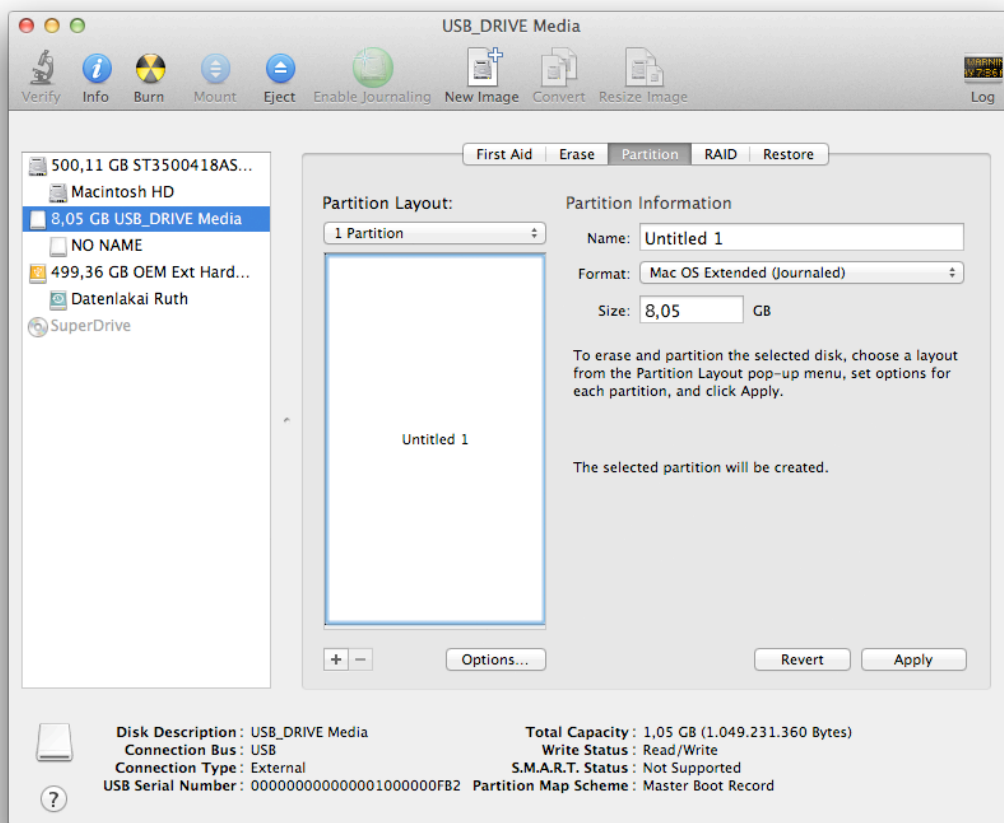 USB_DRIVE Media
Verify Info Burn Mount Eject Enable Journaling New Image Convert Resize Image Log
First Aid Erase Partition RAID Restore
500,11 GB ST3500418AS...
Macintosh HD
8,05 GB USB_DRIVE Media
NO NAME
499,36 GB OEM Ext Hard...
Datenlakai Ruth
SuperDrive
Partition Layout:
1 Partition
Untitled 1
Options...
Partition Information
Name: Untitled 1
Format: Mac OS Extended (Journaled)
Size: 8,05 GB
To erase and partition the selected disk, choose a layout
from the Partition Layout pop-up menu, set options for
each partition, and click Apply.
The selected partition will be created.
Revert Apply
Disk Description : USB_DRIVE Media
Connection Bus : USB
Connection Type : External
USB Serial Number : 000000000000001000000FB2
Total Capacity : 1,05 GB (1.049.231.360 Bytes)
Write Status : Read/Write
S.M.A.R.T. Status : Not Supported
Partition Map Scheme : Master Boot Record